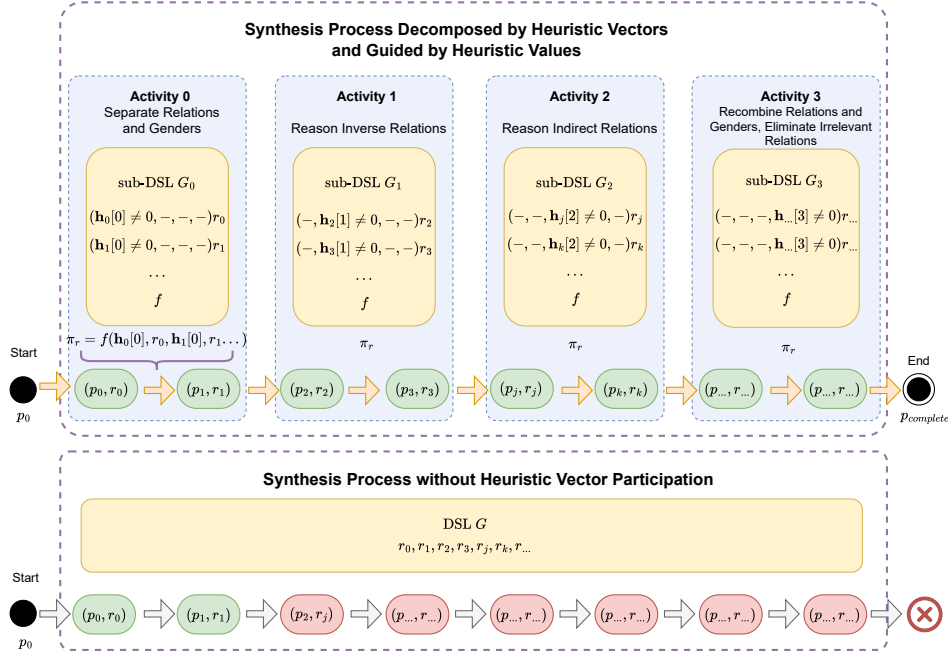 Synthesis Process Decomposed by Heuristic Vectors
and Guided by Heuristic Values
Activity 0
Separate Relations
and Genders
sub-DSL G₀
(h₀[0] ≠ 0, −, −, −)r₀
(h₁[0] ≠ 0, −, −, −)r₁
...
f
πᵣ = f(h₀[0], r₀, h₁[0], r₁...)
Activity 1
Reason Inverse Relations
sub-DSL G₁
(−, h₂[1] ≠ 0, −, −)r₂
(−, h₃[1] ≠ 0, −, −)r₃
...
f
πᵣ
Activity 2
Reason Indirect Relations
sub-DSL G₂
(−, −, hⱼ[2] ≠ 0, −)rⱼ
(−, −, hₖ[2] ≠ 0, −)rₖ
...
f
πᵣ
Activity 3
Recombine Relations and
Genders, Eliminate Irrelevant
Relations
sub-DSL G₃
(−, −, −, h...[3] ≠ 0)r...
(−, −, −, h...[3] ≠ 0)r...
...
f
πᵣ
Start
p₀
(p₀, r₀)
(p₁, r₁)
(p₂, r₂)
(p₃, r₃)
(pⱼ, rⱼ)
(pₖ, rₖ)
(p..., r...)
(p..., r...)
End
p_complete
Synthesis Process without Heuristic Vector Participation
DSL G
r₀, r₁, r₂, r₃, rⱼ, rₖ, r...
Start
p₀
(p₀, r₀)
(p₁, r₁)
(p₂, rⱼ)
(p..., r...)
(p..., r...)
(p..., r...)
(p..., r...)
(p..., r...)